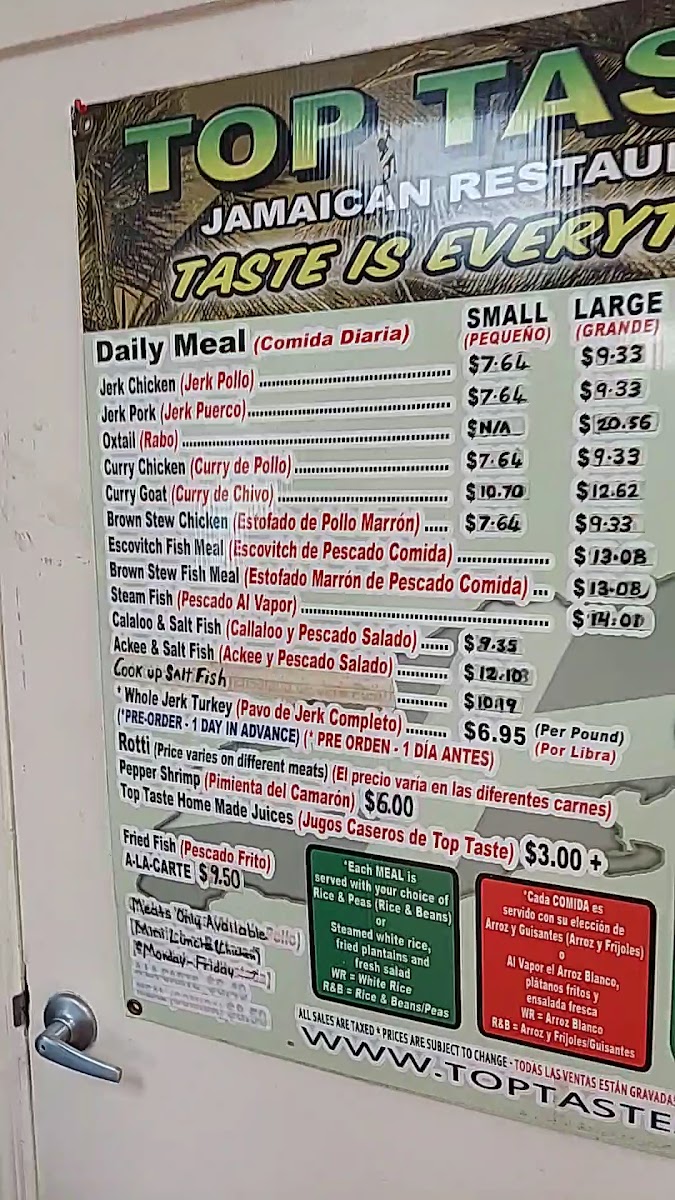 TOP TAS
JAMAICAN RESTAU
TASTE IS EVERYT
SMALL LARGE
Daily Meal (Comida Diaria) (PEQUEÑO) (GRANDE)
Jerk Chicken (Jerk Pollo) $7.64 $9.33
Jerk Pork (Jerk Puerco) $7.64 $9.33
Oxtail (Rabo) $N/A $20.56
Curry Chicken (Curry de Pollo) $7.64 $9.33
Curry Goat (Curry de Chivo) $10.70 $12.62
Brown Stew Chicken (Estofado de Pollo Marrón) ..... $7.64 $9.33
Escovitch Fish Meal (Escovitch de Pescado Comida) $13.08
Brown Stew Fish Meal (Estofado Marrón de Pescado Comida) ... $13.08
Steam Fish (Pescado Al Vapor) $14.01
Calaloo & Salt Fish (Callaloo y Pescado Salado) ...... $9.35
Ackee & Salt Fish (Ackee y Pescado Salado) $12.10
Cook up Salt Fish $10.19
* Whole Jerk Turkey (Pavo de Jerk Completo) ........ $6.95 (Per Pound)
(*PRE-ORDER - 1 DAY IN ADVANCE) (* PRE ORDEN - 1 DÍA ANTES) (Por Libra)
Rotti (Price varies on different meats) (El precio varía en las diferentes carnes)
Pepper Shrimp (Pimienta del Camarón) $6.00
Top Taste Home Made Juices (Jugos Caseros de Top Taste) $3.00 +
Fried Fish (Pescado Frito)
A-LA-CARTE $9.50
Meats Only Available
Mini Lunch (Chicken)
Monday-Friday
*Each MEAL is
served with your choice of
Rice & Peas (Rice & Beans)
or
Steamed white rice,
fried plantains and
fresh salad
WR = White Rice
R&B = Rice & Beans/Peas
*Cada COMIDA es
servido con su elección de
Arroz y Guisantes (Arroz y Frijoles)
o
Al Vapor el Arroz Blanco,
plátanos fritos y
ensalada fresca
WR = Arroz Blanco
R&B = Arroz y Frijoles/Guisantes
ALL SALES ARE TAXED * PRICES ARE SUBJECT TO CHANGE - TODAS LAS VENTAS ESTÁN GRAVADA
WWW.TOPTASTE